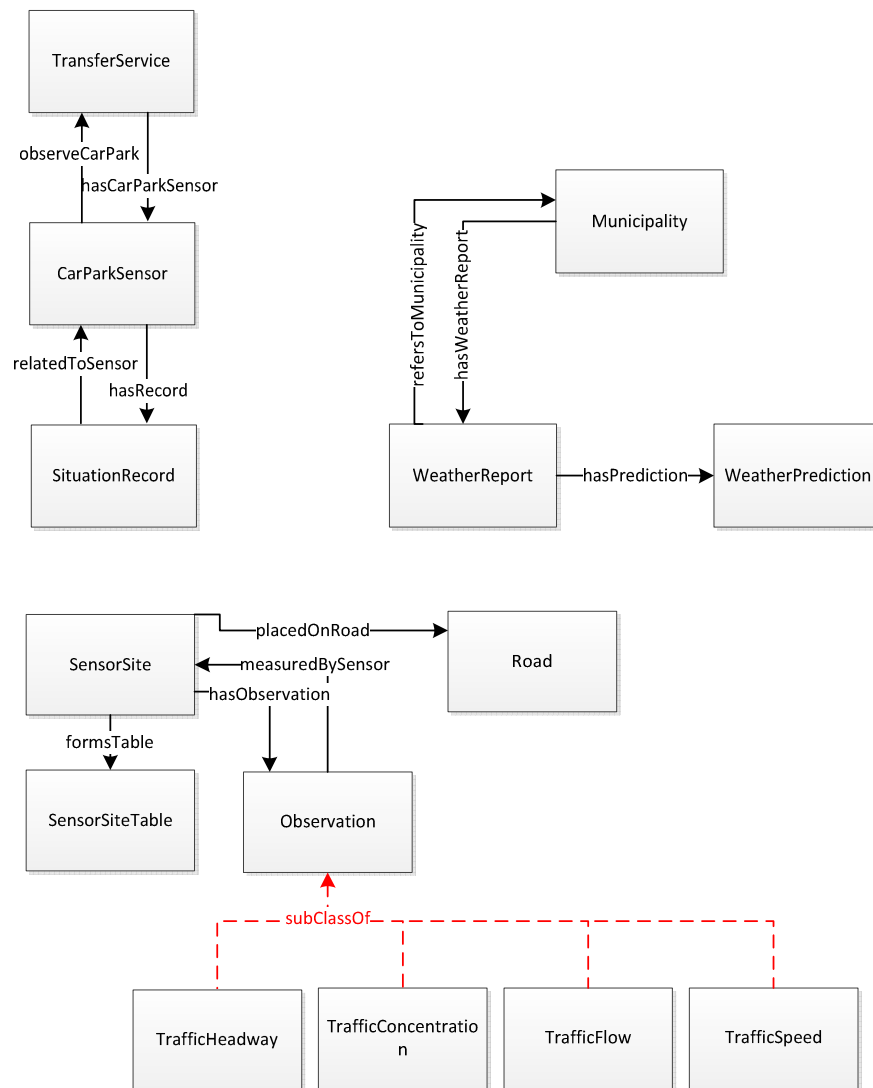 TransferService
observeCarPark
hasCarParkSensor
CarParkSensor
relatedToSensor
hasRecord
SituationRecord
Municipality
refersToMunicipality
hasWeatherReport
WeatherReport
hasPrediction
WeatherPrediction
SensorSite
placedOnRoad
Road
measuredBySensor
hasObservation
formsTable
SensorSiteTable
Observation
subClassOf
TrafficHeadway
TrafficConcentratio
n
TrafficFlow
TrafficSpeed